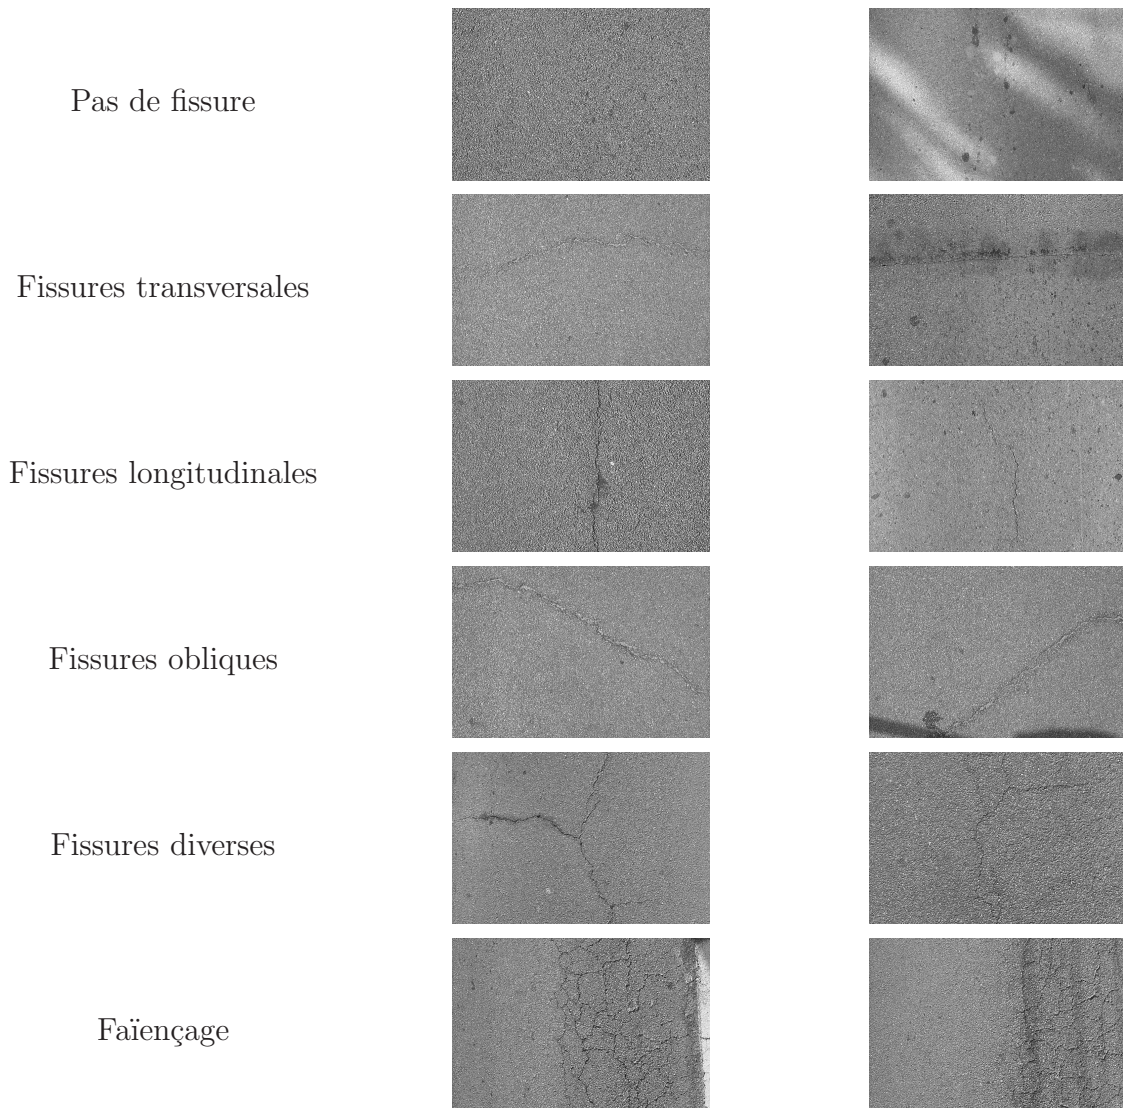 Pas de fissure
Fissures transversales
Fissures longitudinales
Fissures obliques
Fissures diverses
Faïençage